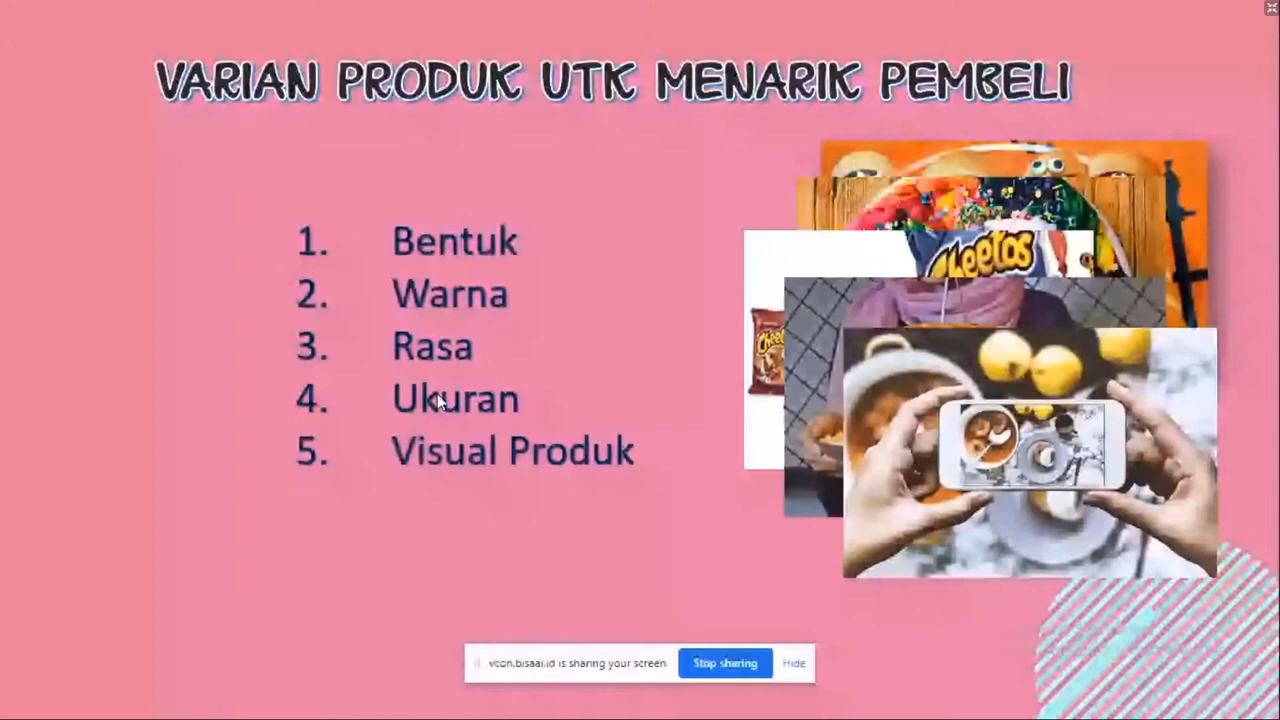 VARIAN PRODUK UTK MENARIK PEMBELI
1. Bentuk
2. Warna
3. Rasa
4. Ukuran
5. Visual Produk
Cheetos
Cheetos
vcon.bisaai.id is sharing your screen
Stop sharing
Hide